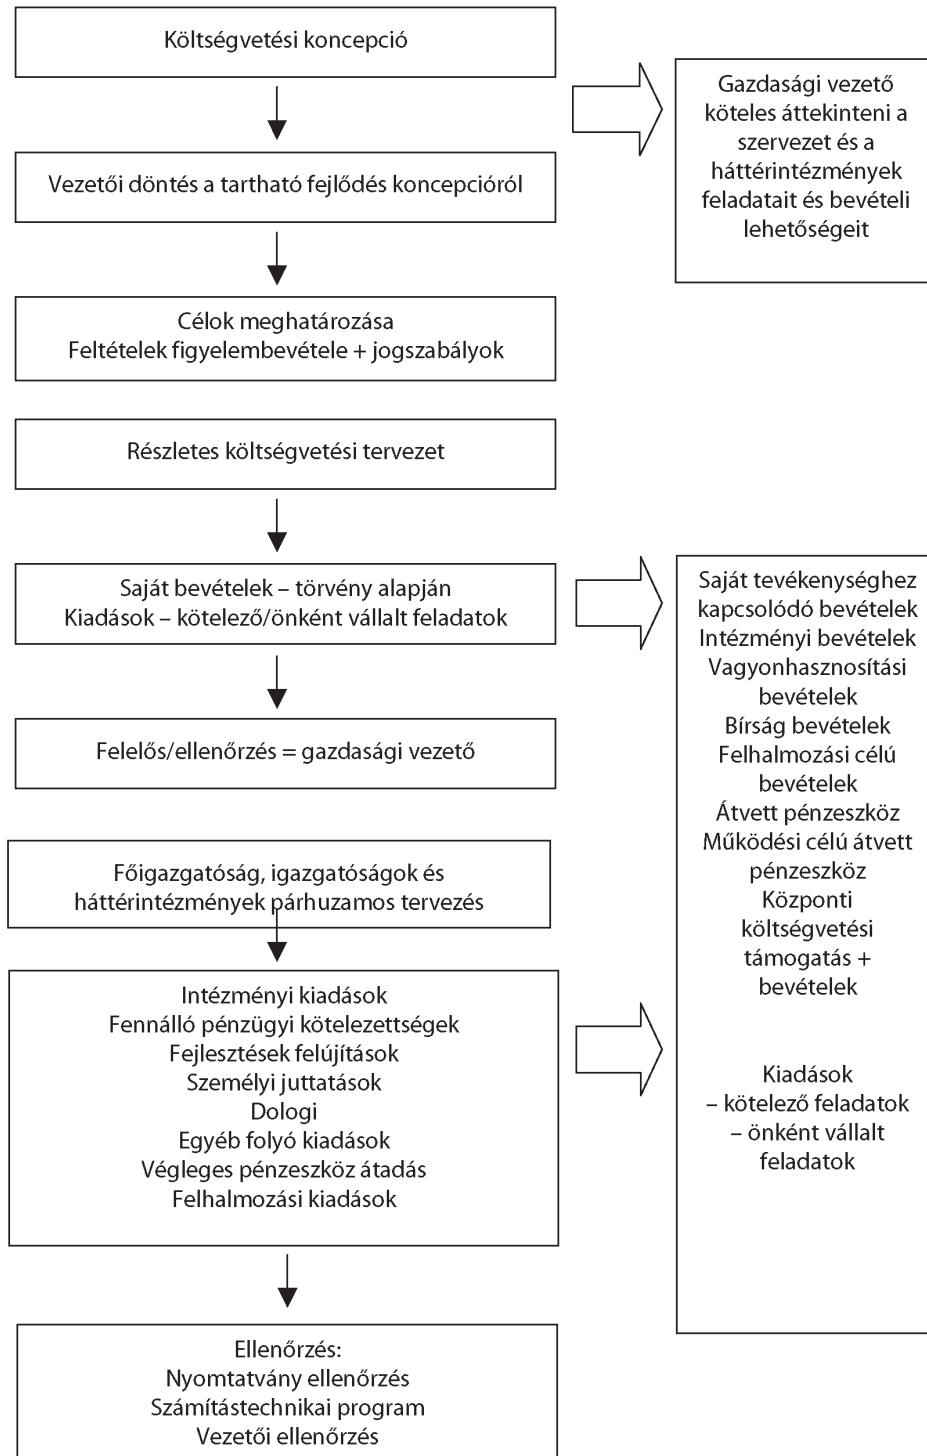 Költségvetési koncepció
Gazdasági vezető
köteles áttekinteni a
szervezet és a
háttérintézmények
feladatait és bevételi
lehetőségeit
Vezetői döntés a tartható fejlődés koncepcióról
Célok meghatározása
Feltételek figyelembevétele + jogszabályok
Részletes költségvetési tervezet
Saját bevételek – törvény alapján
Kiadások – kötelező/önként vállalt feladatok
Felelős/ellenőrzés = gazdasági vezető
Saját tevékenységhez
kapcsolódó bevételek
Intézményi bevételek
Vagyonhasznosítási
bevételek
Bírság bevételek
Felhalmozási célú
bevételek
Átvett pénzeszköz
Működési célú átvett
pénzeszköz
Központi
költségvetési
támogatás +
bevételek
Kiadások
– kötelező feladatok
– önként vállalt
feladatok
Főigazgatóság, igazgatóságok és
háttérintézmények párhuzamos tervezés
Intézményi kiadások
Fennálló pénzügyi kötelezettségek
Fejlesztések felújítások
Személyi juttatások
Dologi
Egyéb folyó kiadások
Végleges pénzeszköz átadás
Felhalmozási kiadások
Ellenőrzés:
Nyomtatvány ellenőrzés
Számítástechnikai program
Vezetői ellenőrzés